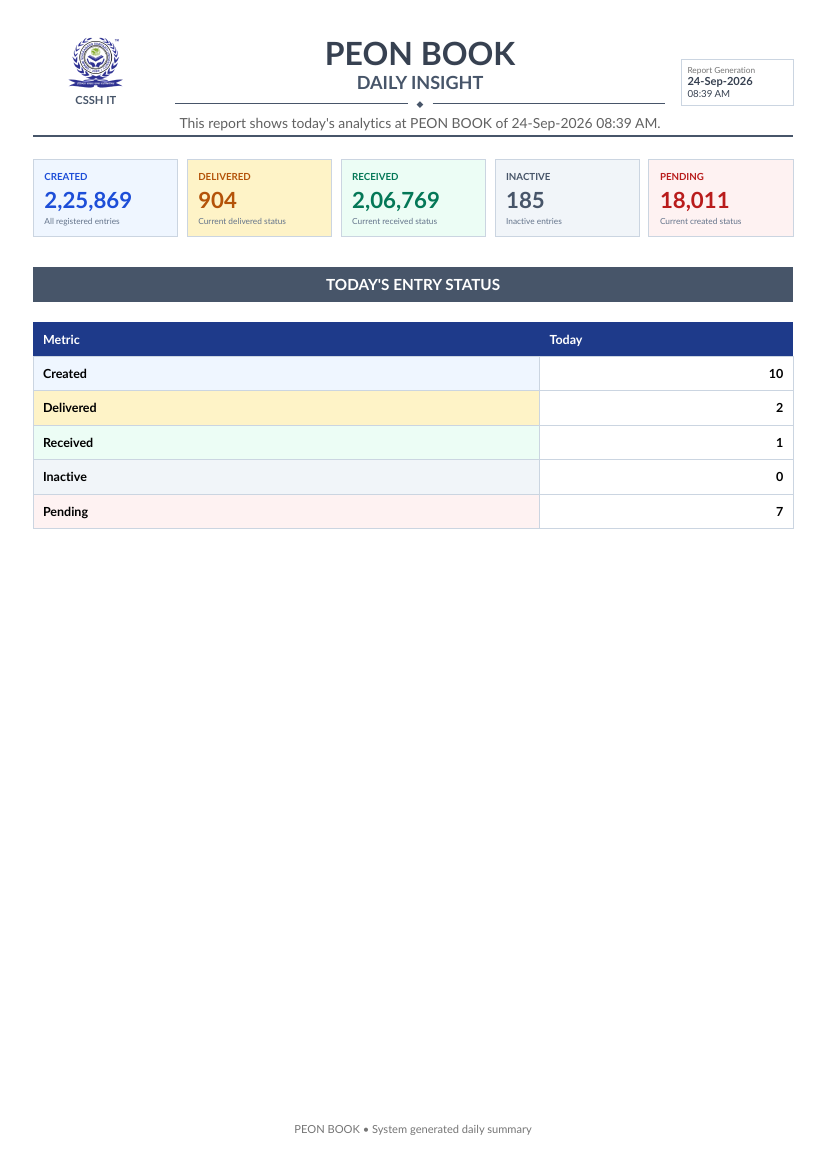 PEON BOOK
DAILY INSIGHT
CSSH IT
Report Generation
24-Sep-2026
08:39 AM
This report shows today's analytics at PEON BOOK of 24-Sep-2026 08:39 AM.
CREATED
2,25,869
All registered entries
DELIVERED
904
Current delivered status
RECEIVED
2,06,769
Current received status
INACTIVE
185
Inactive entries
PENDING
18,011
Current created status
TODAY'S ENTRY STATUS
Metric Today
Created 10
Delivered 2
Received 1
Inactive 0
Pending 7
PEON BOOK • System generated daily summary